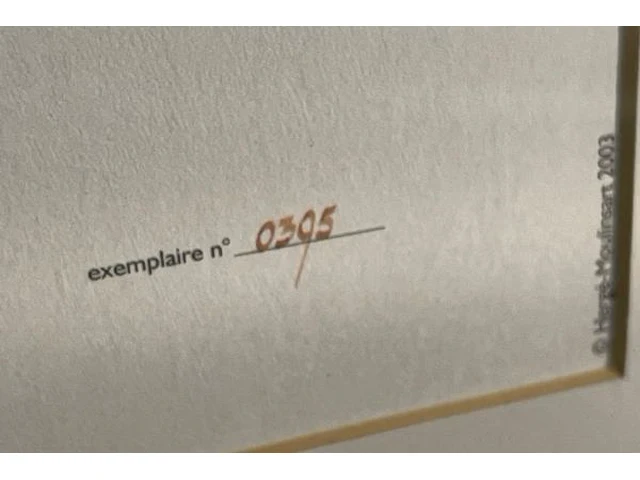 exemplaire n° 0395
© Hergé-Moulinsart 2003